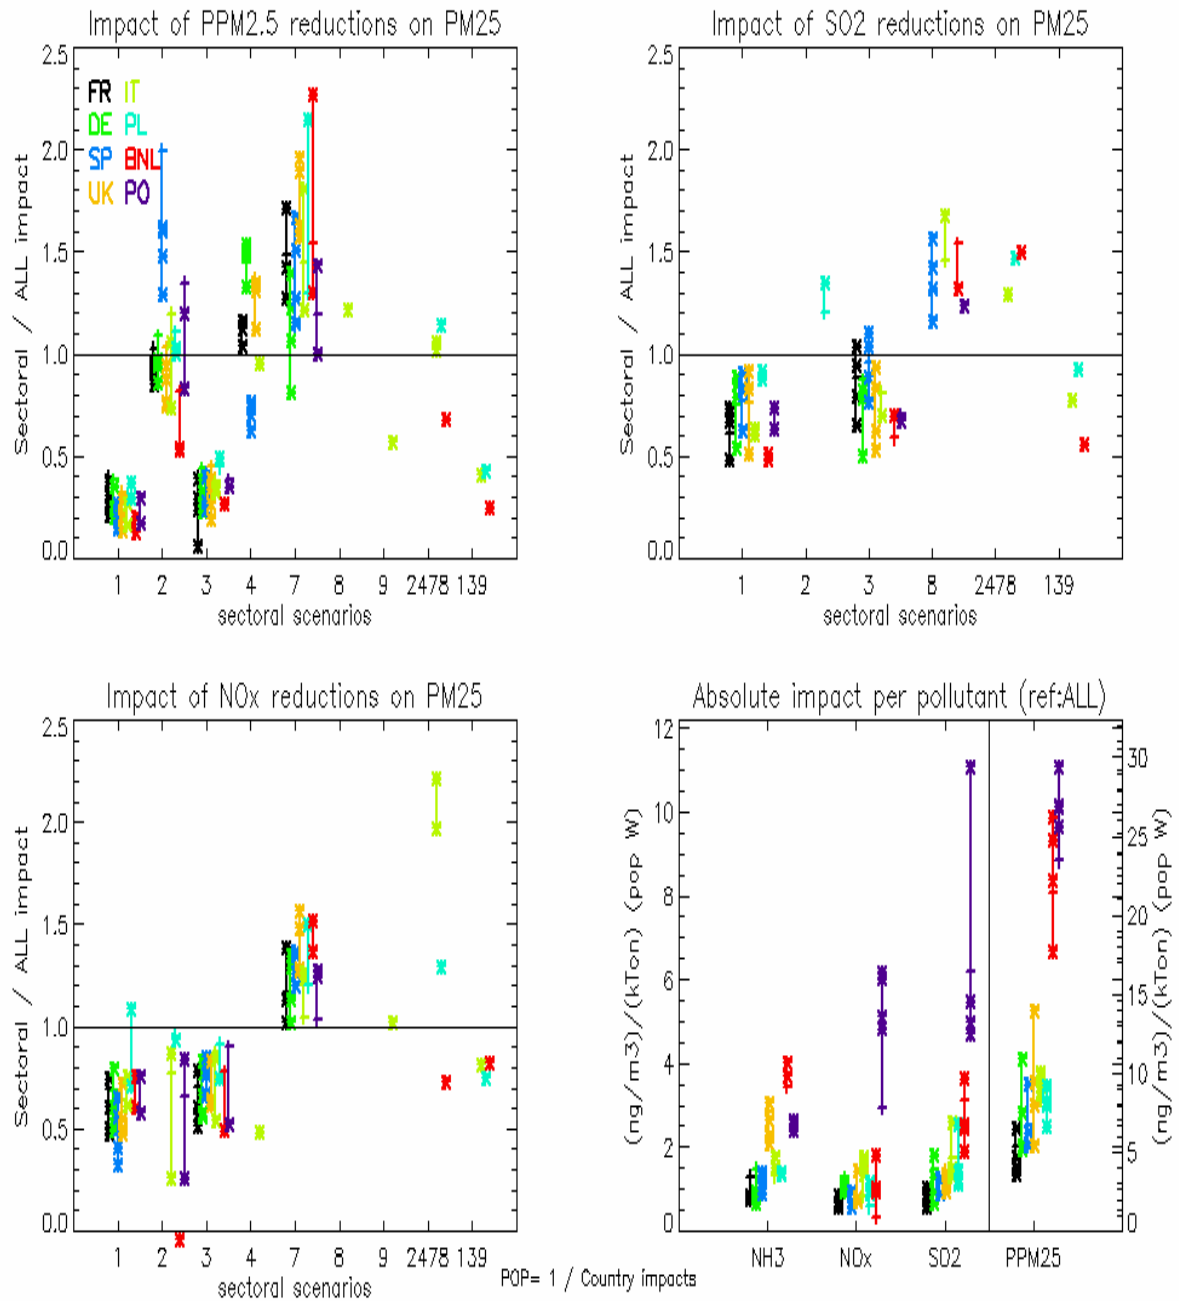 Impact of PPM2.5 reductions on PM25
Sectoral / ALL impact
2.5
2.0
1.5
1.0
0.5
0.0
FR IT
DE PL
SP BNL
UK PO
1 2 3 4 7 8 9 2478 139
sectoral scenarios
Impact of SO2 reductions on PM25
Sectoral / ALL impact
2.5
2.0
1.5
1.0
0.5
0.0
1 2 3 8 2478 139
sectoral scenarios
Impact of NOx reductions on PM25
Sectoral / ALL impact
2.5
2.0
1.5
1.0
0.5
0.0
1 2 3 4 7 8 9 2478 139
sectoral scenarios
Absolute impact per pollutant (ref:ALL)
(ng/m3)/(kTon) (pop W)
12
10
8
6
4
2
0
30
25
20
15
10
5
0
(ng/m3)/(kTon) (pop W)
NH3 NOx SO2 PPM25
POP= 1 / Country impacts